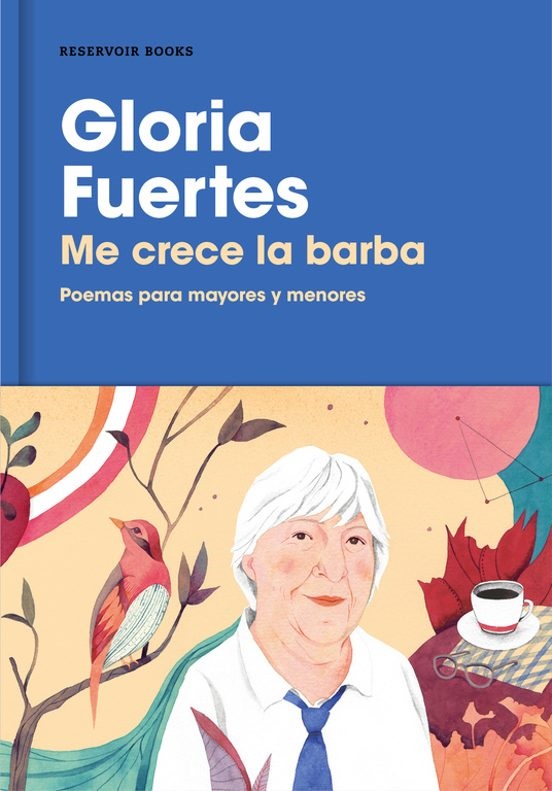 RESERVOIR BOOKS
Gloria
Fuertes
Me crece la barba
Poemas para mayores y menores